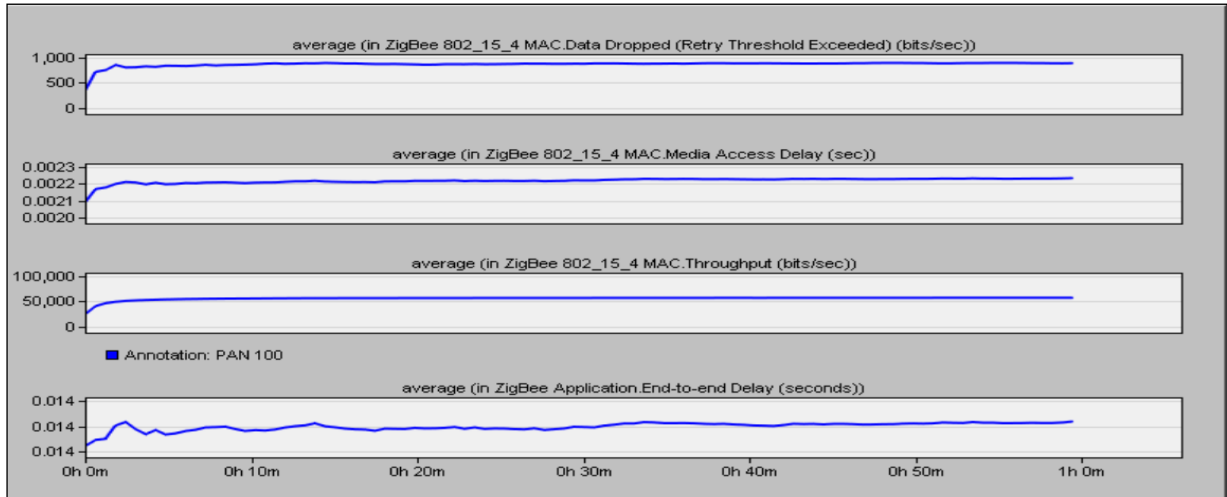 average (in ZigBee 802_15_4 MAC.Data Dropped (Retry Threshold Exceeded) (bits/sec))
1,000
500
0
average (in ZigBee 802_15_4 MAC.Media Access Delay (sec))
0.0023
0.0022
0.0021
0.0020
average (in ZigBee 802_15_4 MAC.Throughput (bits/sec))
100,000
50,000
0
Annotation: PAN 100
average (in ZigBee Application.End-to-end Delay (seconds))
0.014
0.014
0.014
0h 0m 0h 10m 0h 20m 0h 30m 0h 40m 0h 50m 1h 0m